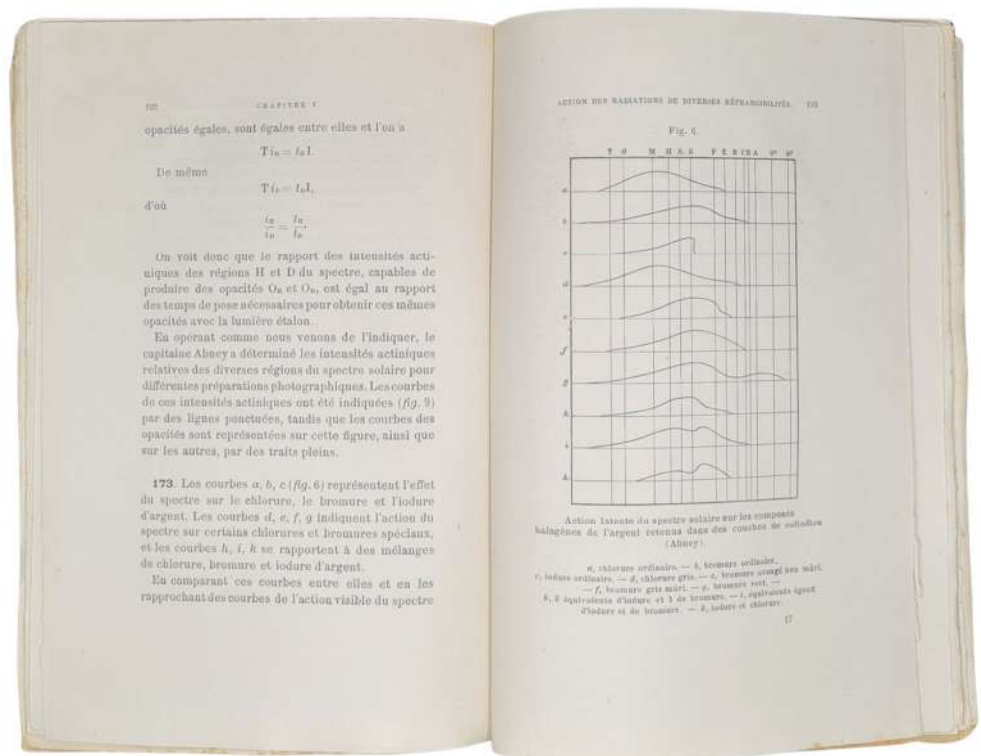 CHAPITRE V.
opacités égales, sont égales entre elles et l'on a
T iH = tH I.
De même
T iD = tD I,
d'où
iH / iD = tH / tD.
On voit donc que le rapport des intensités acti-
niques des régions H et D du spectre, capables de
produire des opacités OH et OD, est égal au rapport
des temps de pose nécessaires pour obtenir ces mêmes
opacités avec la lumière étalon.
En opérant comme nous venons de l'indiquer, le
capitaine Abney a déterminé les intensités actiniques
relatives des diverses régions du spectre solaire pour
différentes préparations photographiques. Les courbes
de ces intensités actiniques ont été indiquées (fig. 9)
par des lignes ponctuées, tandis que les courbes des
opacités sont représentées sur cette figure, ainsi que
sur les autres, par des traits pleins.
173. Les courbes a, b, c (fig. 6) représentent l'effet
du spectre sur le chlorure, le bromure et l'iodure
d'argent. Les courbes d, e, f, g indiquent l'action du
spectre sur certains chlorures et bromures spéciaux,
et les courbes h, i, k se rapportent à des mélanges
de chlorure, bromure et iodure d'argent.
En comparant ces courbes entre elles et en les
rapprochant des courbes de l'action visible du spectre
ACTION DES RADIATIONS DE DIVERSES RÉFRANGIBILITÉS.
Fig. 6.
a
b
c
d
e
f
g
h
i
k
Action latente du spectre solaire sur les composés
halogènes de l'argent retenus dans des couches de collodion
(Abney).
a, chlorure ordinaire. — b, bromure ordinaire.
c, iodure ordinaire. — d, chlorure gris. — e, bromure orangé non mûri.
— f, bromure gris mûri. — g, bromure vert. —
h, 3 équivalents d'iodure et 1 de bromure. — i, équivalents égaux
d'iodure et de bromure. — k, iodure et chlorure.
17